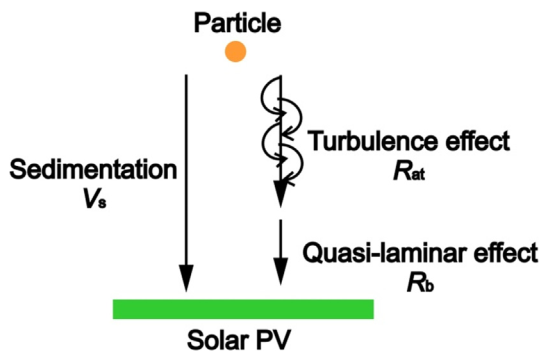 Particle
Turbulence effect
Rat
Sedimentation
Vs
Quasi-laminar effect
Rb
Solar PV